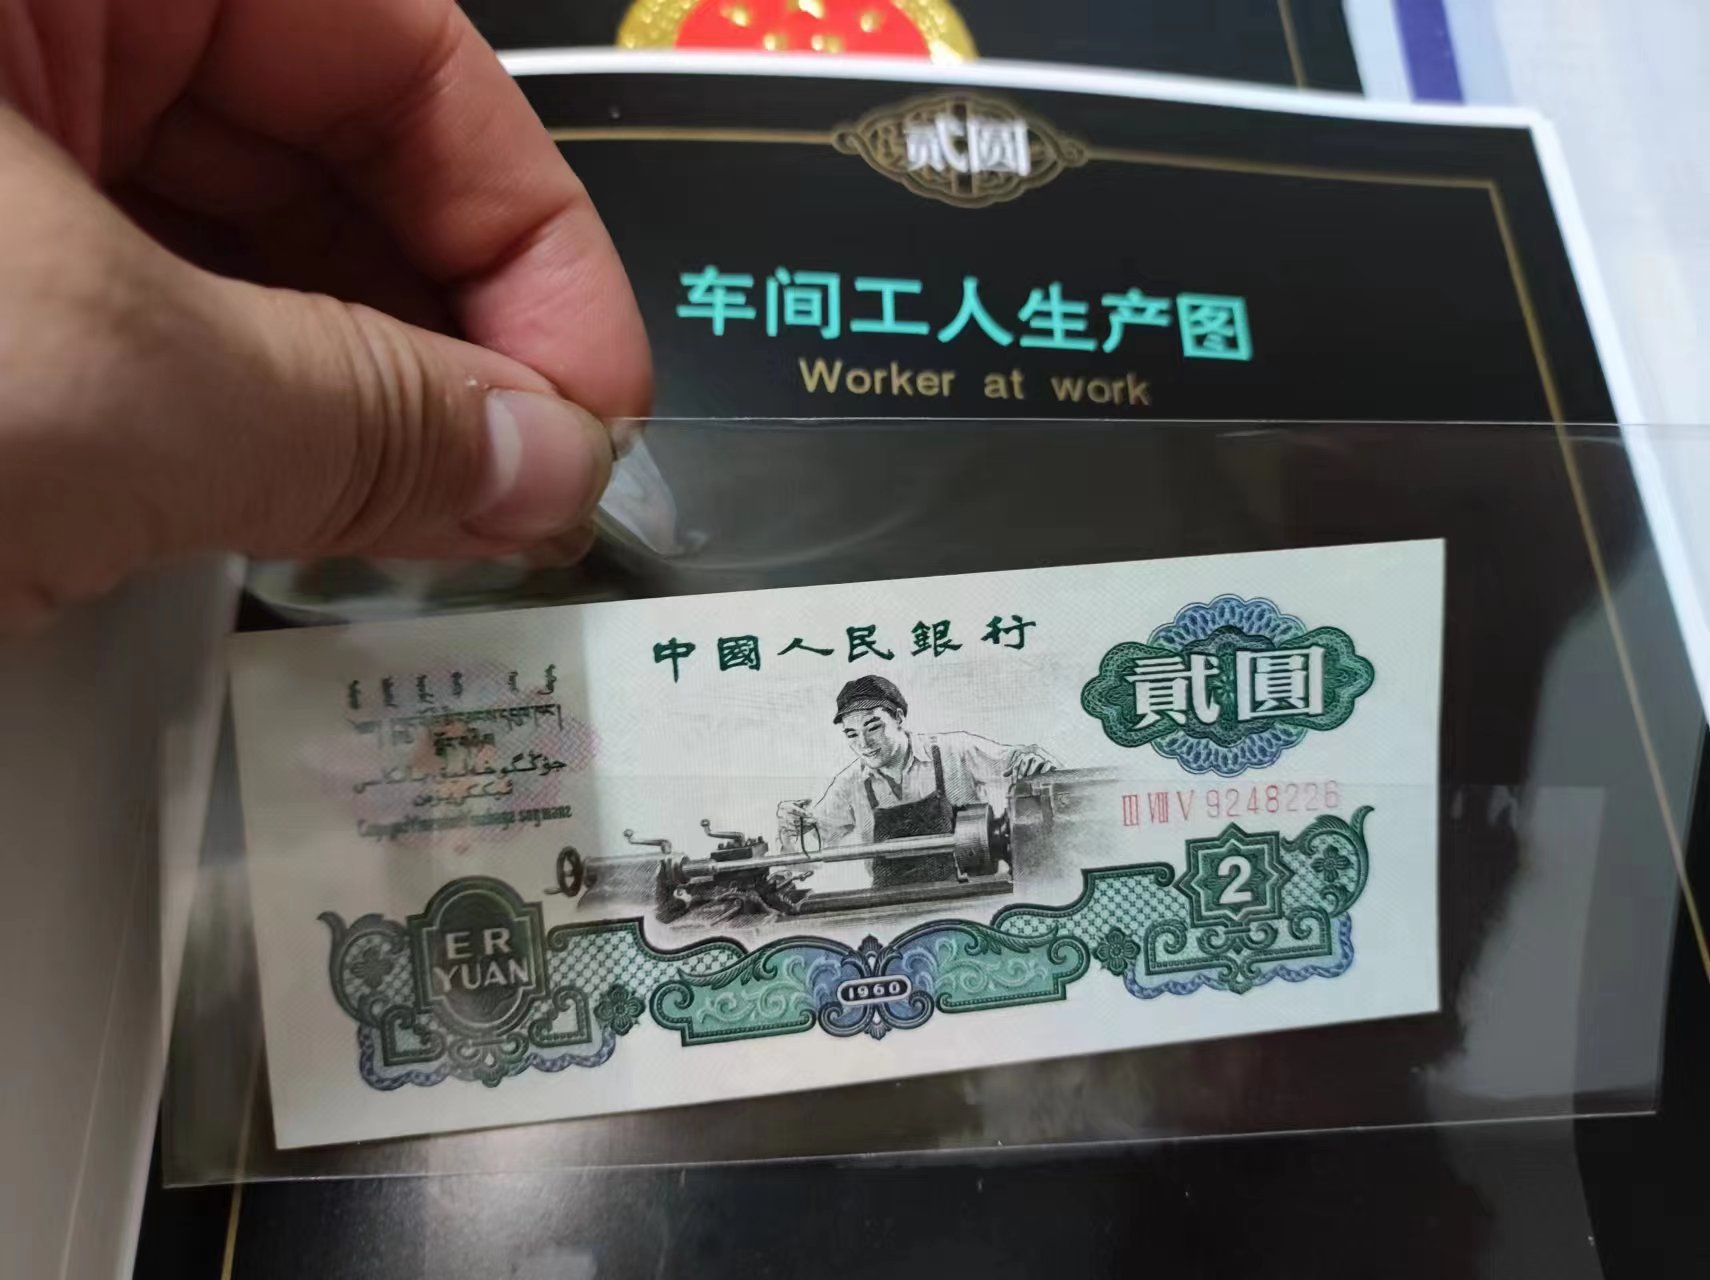 贰圆
车间工人生产图
Worker at work
中國人民銀行
貳圓
III VIII V 9248226
2
ER
YUAN
1960